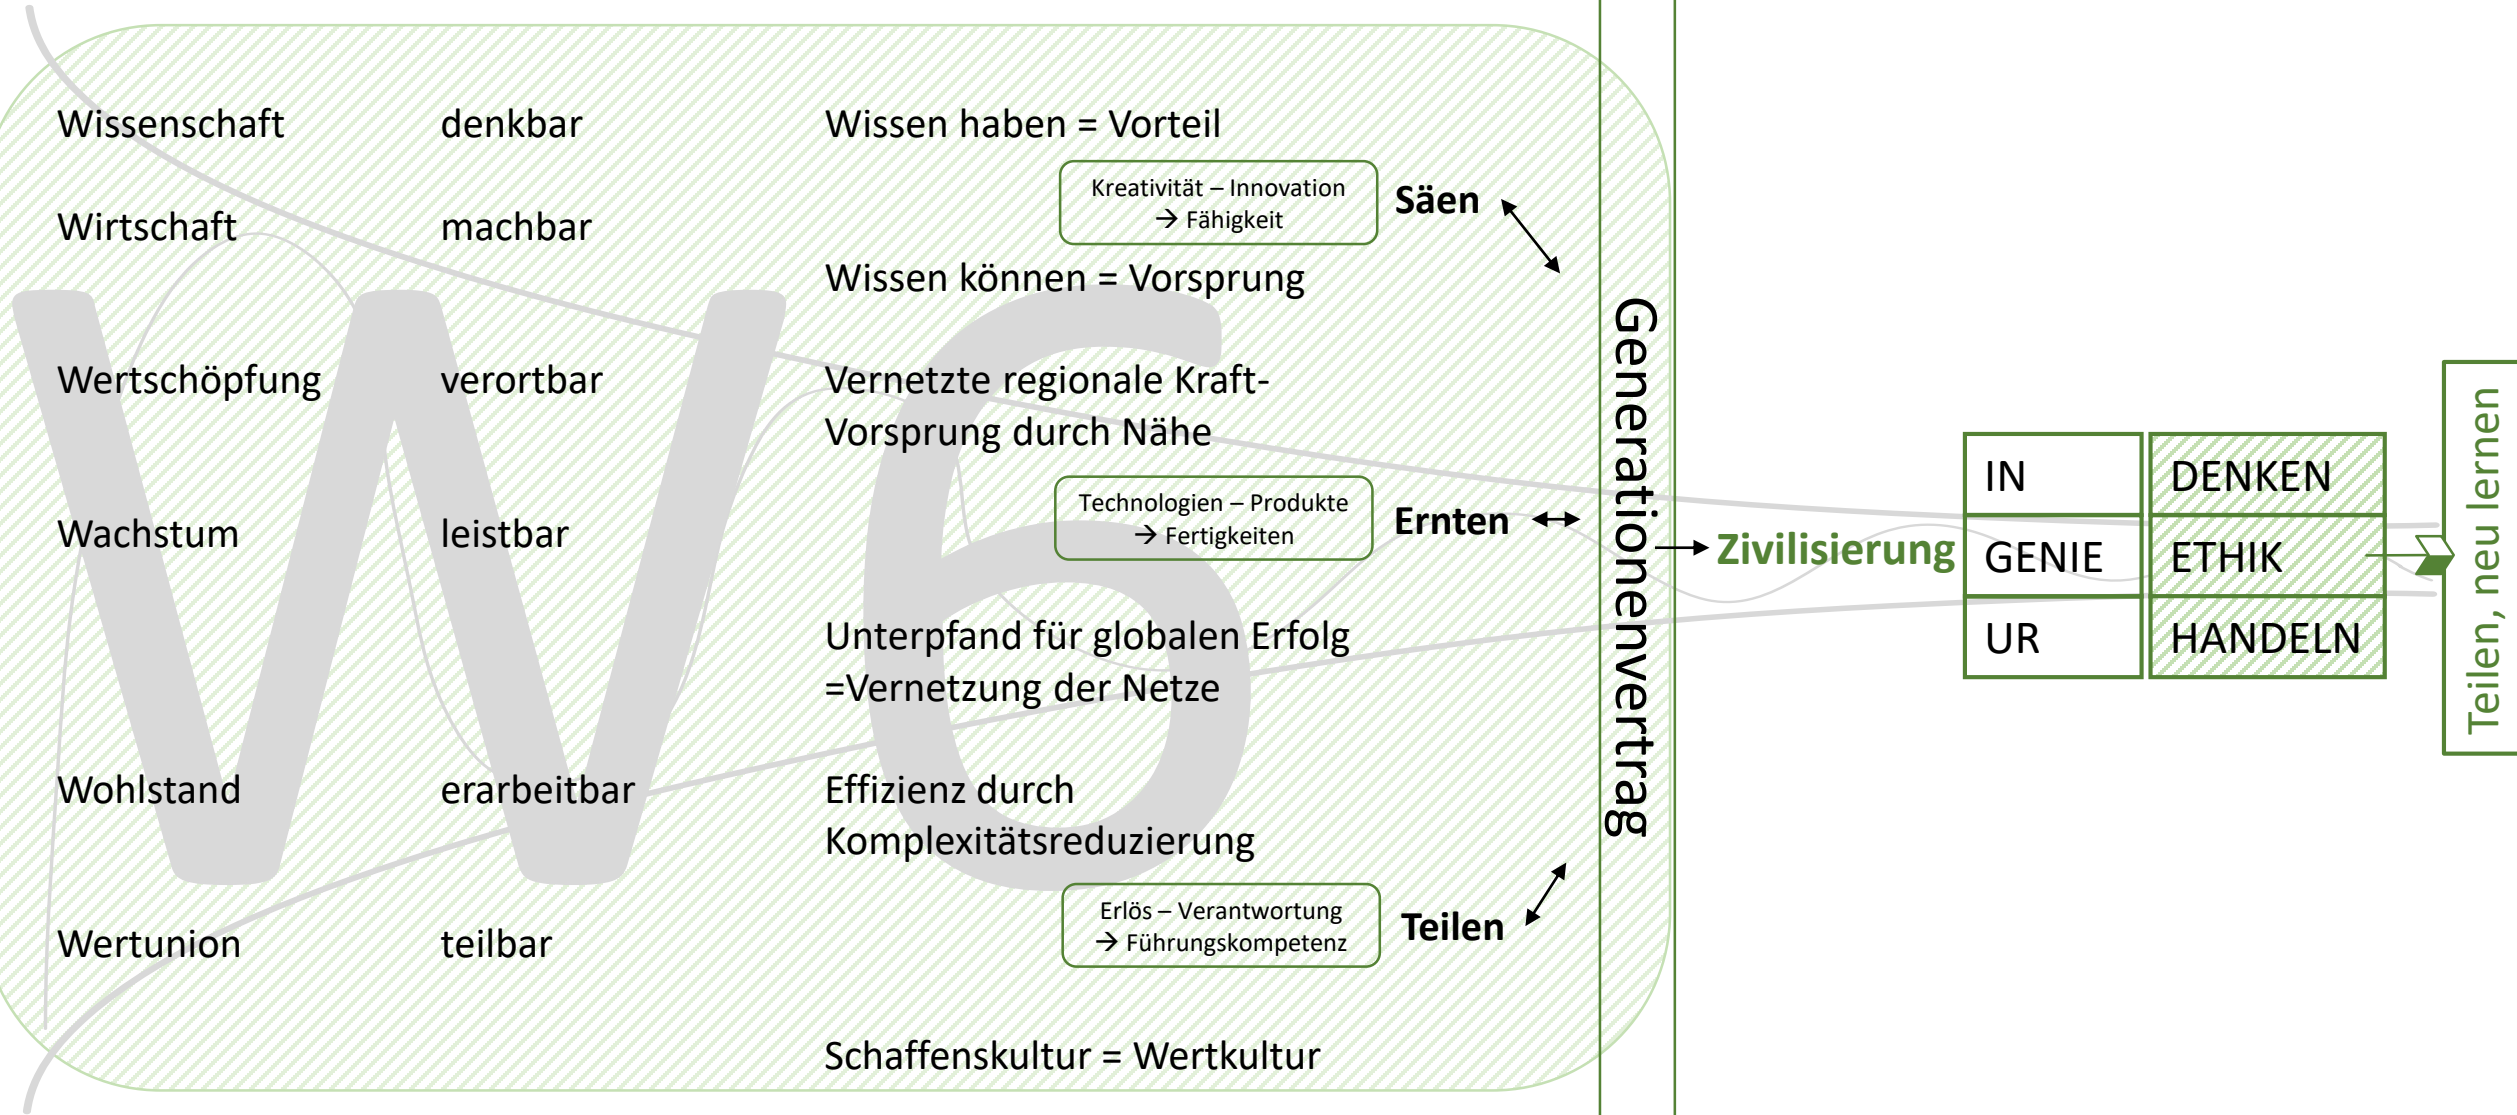 Wissenschaft denkbar Wissen haben = Vorteil
Kreativität – Innovation
→ Fähigkeit
Säen
Wirtschaft machbar
Wissen können = Vorsprung
Wertschöpfung verortbar Vernetzte regionale Kraft-
Vorsprung durch Nähe
Technologien – Produkte
→ Fertigkeiten
Ernten
Wachstum leistbar
Unterpfand für globalen Erfolg
=Vernetzung der Netze
Wohlstand erarbeitbar Effizienz durch
Komplexitätsreduzierung
Erlös – Verantwortung
→ Führungskompetenz
Teilen
Wertunion teilbar
Schaffenskultur = Wertkultur
W6
Generationenvertrag
Zivilisierung
IN DENKEN
GENIE ETHIK
UR HANDELN
Teilen, neu lernen